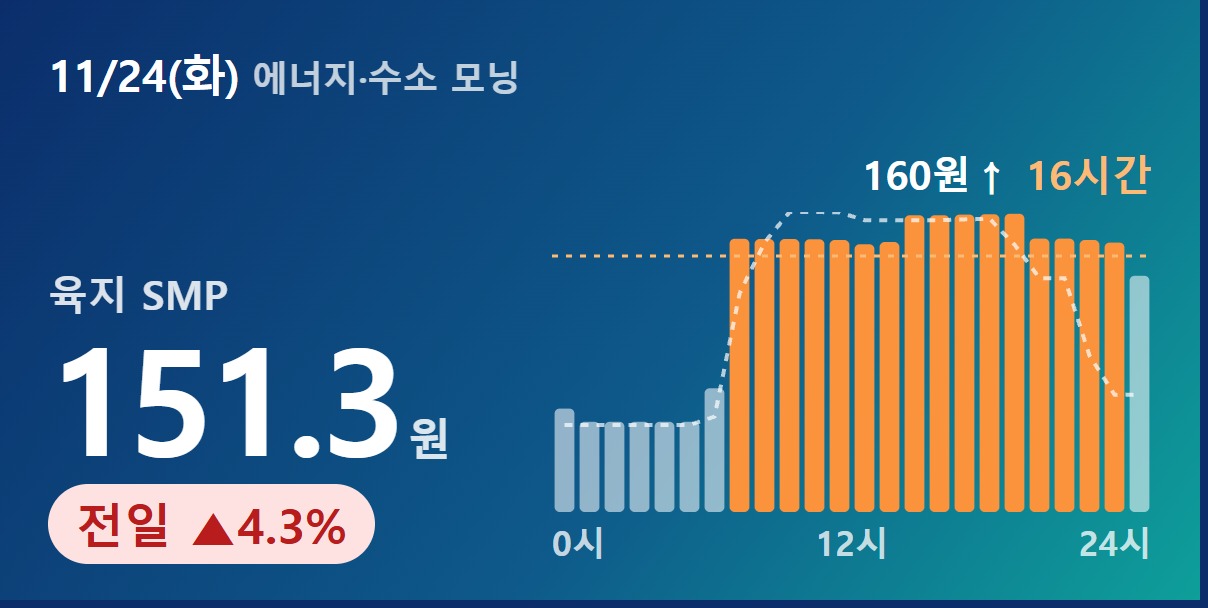 11/24(화) 에너지·수소 모닝
160원 ↑ 16시간
육지 SMP
151.3원
전일 ▲4.3%
0시 12시 24시